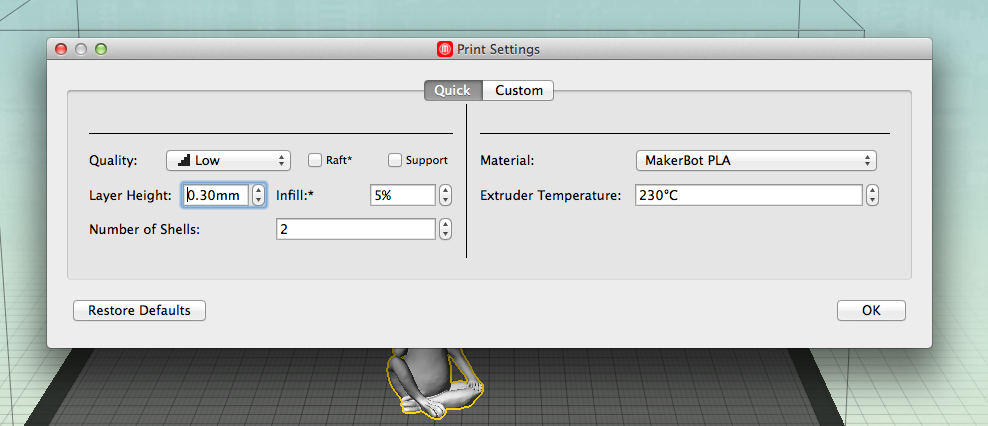 Print Settings
Quick Custom
Quality: Low Raft* Support
Material: MakerBot PLA
Layer Height: 0.30mm Infill:* 5%
Extruder Temperature: 230°C
Number of Shells: 2
Restore Defaults
OK